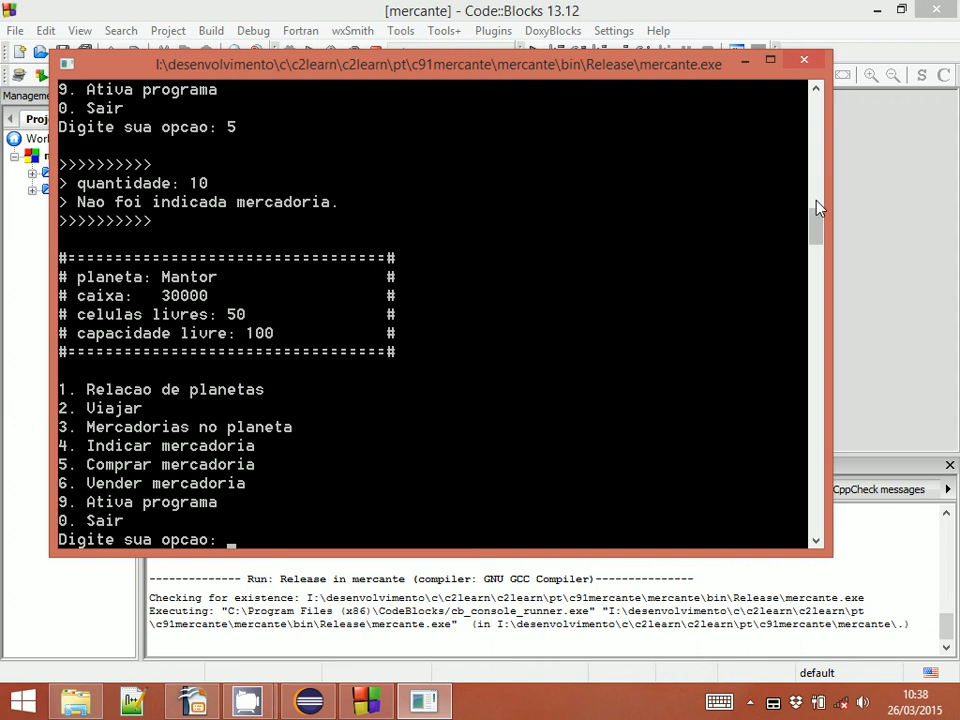 [mercante] - Code::Blocks 13.12
File Edit View Search Project Build Debug Fortran wxSmith Tools Tools+ Plugins DoxyBlocks Settings Help
I:\desenvolvimento\c\c2learn\c2learn\pt\c91mercante\mercante\bin\Release\mercante.exe
S C
Manageme
Proj
Work
9. Ativa programa
0. Sair
Digite sua opcao: 5
>>>>>>>>>>
> quantidade: 10
> Nao foi indicada mercadoria.
>>>>>>>>>>
#----------------------------------#
# planeta: Mantor #
# caixa: 30000 #
# celulas livres: 50 #
# capacidade livre: 100 #
#----------------------------------#
1. Relacao de planetas
2. Viajar
3. Mercadorias no planeta
4. Indicar mercadoria
5. Comprar mercadoria
6. Vender mercadoria
9. Ativa programa
0. Sair
Digite sua opcao: _
CppCheck messages
-------------- Run: Release in mercante (compiler: GNU GCC Compiler)---------------
Checking for existence: I:\desenvolvimento\c\c2learn\c2learn\pt\c91mercante\mercante\bin\Release\mercante.exe
Executing: "C:\Program Files (x86)\CodeBlocks/cb_console_runner.exe" "I:\desenvolvimento\c\c2learn\c2learn\pt
\c91mercante\mercante\bin\Release\mercante.exe" (in I:\desenvolvimento\c\c2learn\c2learn\pt\c91mercante\mercante\.)
default
10:38
26/03/2015